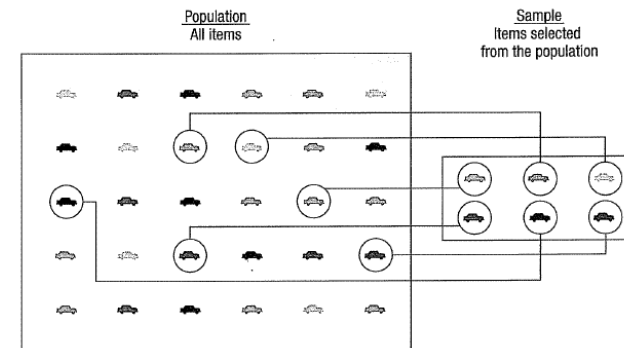 Population
All items
Sample
Items selected
from the population